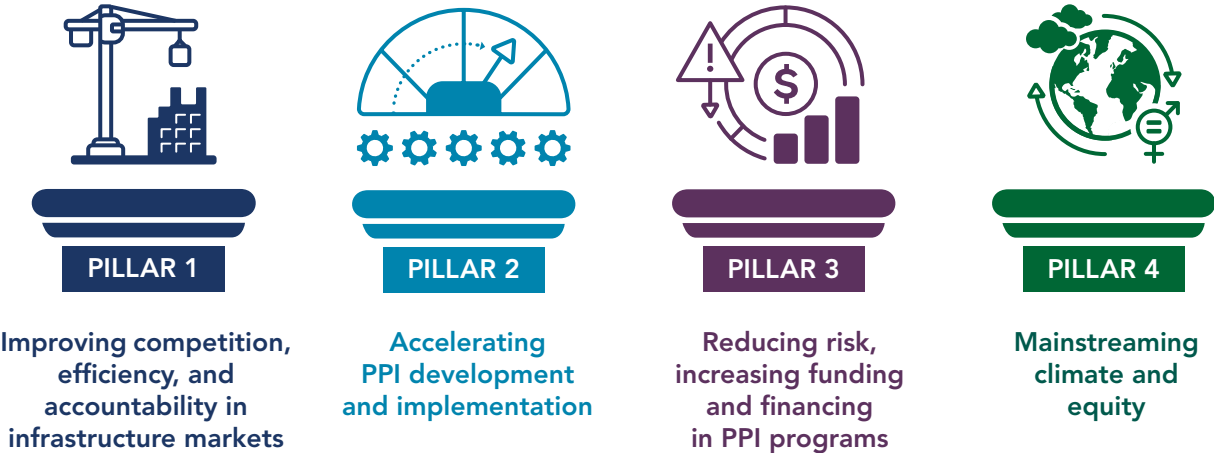 PILLAR 1
Improving competition,
efficiency, and
accountability in
infrastructure markets
PILLAR 2
Accelerating
PPI development
and implementation
$
PILLAR 3
Reducing risk,
increasing funding
and financing
in PPI programs
PILLAR 4
Mainstreaming
climate and
equity